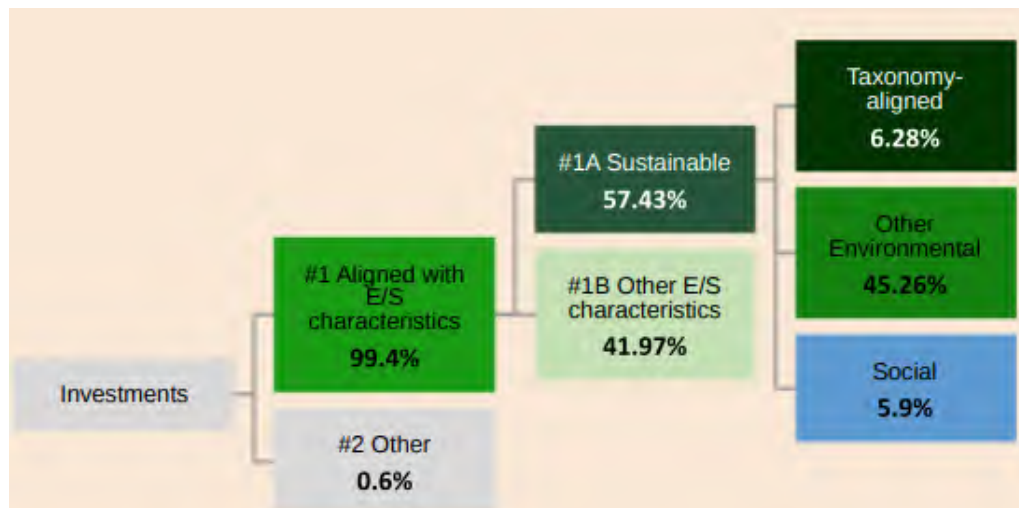 Investments
#1 Aligned with
E/S
characteristics
99.4%
#2 Other
0.6%
#1A Sustainable
57.43%
#1B Other E/S
characteristics
41.97%
Taxonomy-
aligned
6.28%
Other
Environmental
45.26%
Social
5.9%